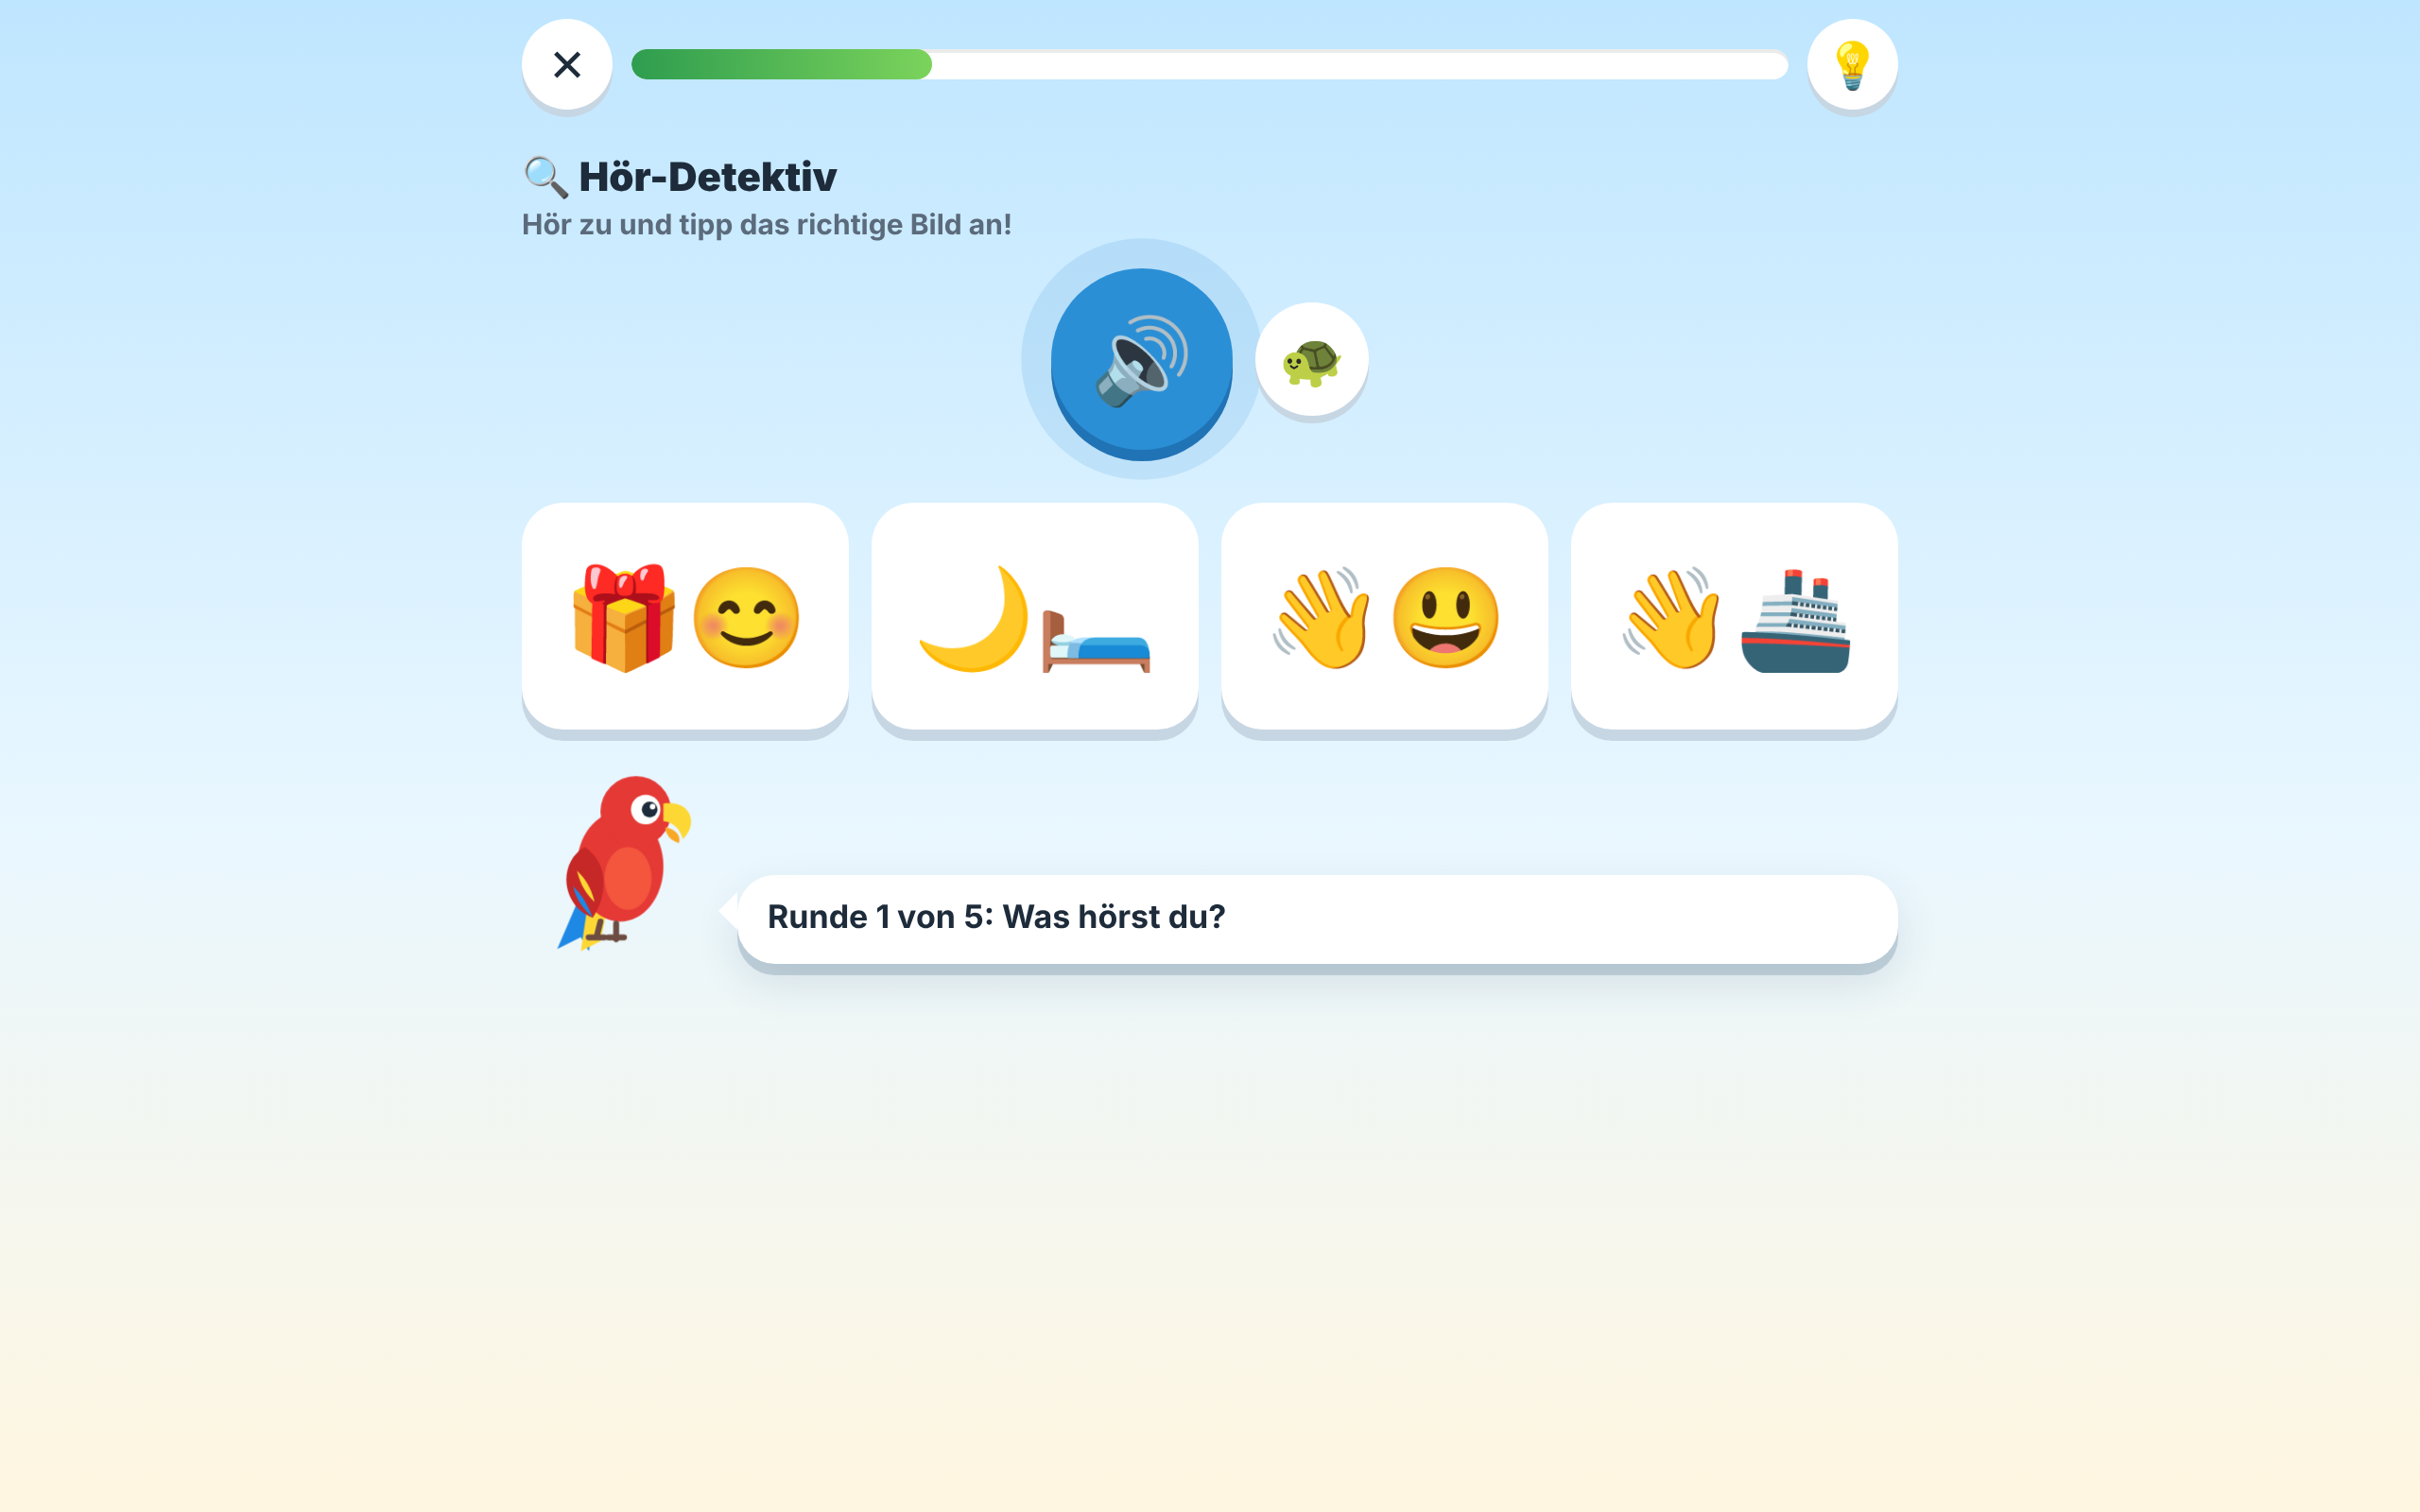 Hör-Detektiv
Hör zu und tipp das richtige Bild an!
Runde 1 von 5: Was hörst du?